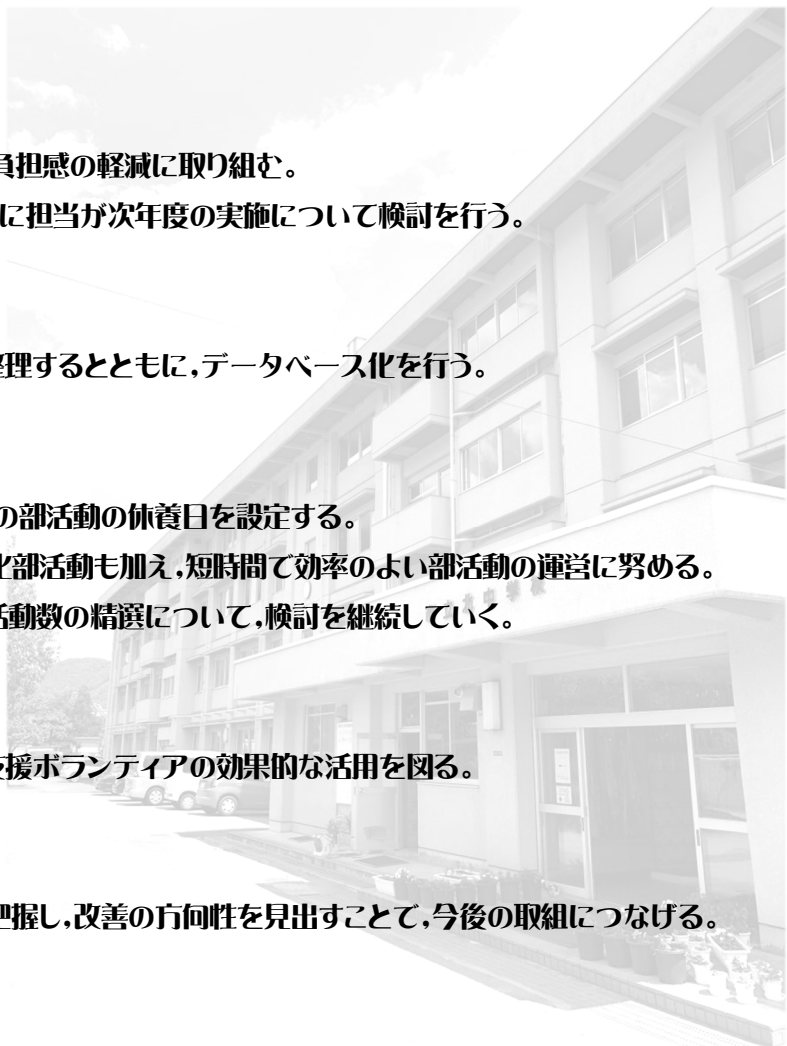 負担感の軽減に取り組む。
に担当が次年度の実施について検討を行う。
整理するとともに,データベース化を行う。
の部活動の休養日を設定する。
化部活動も加え,短時間で効率のよい部活動の運営に努める。
活動数の精選について,検討を継続していく。
支援ボランティアの効果的な活用を図る。
把握し,改善の方向性を見出すことで,今後の取組につなげる。